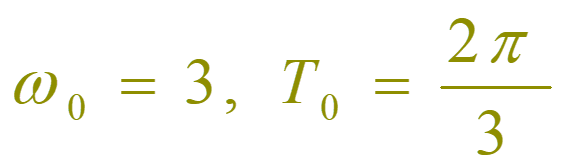 ω₀ = 3, T₀ = 2π/3